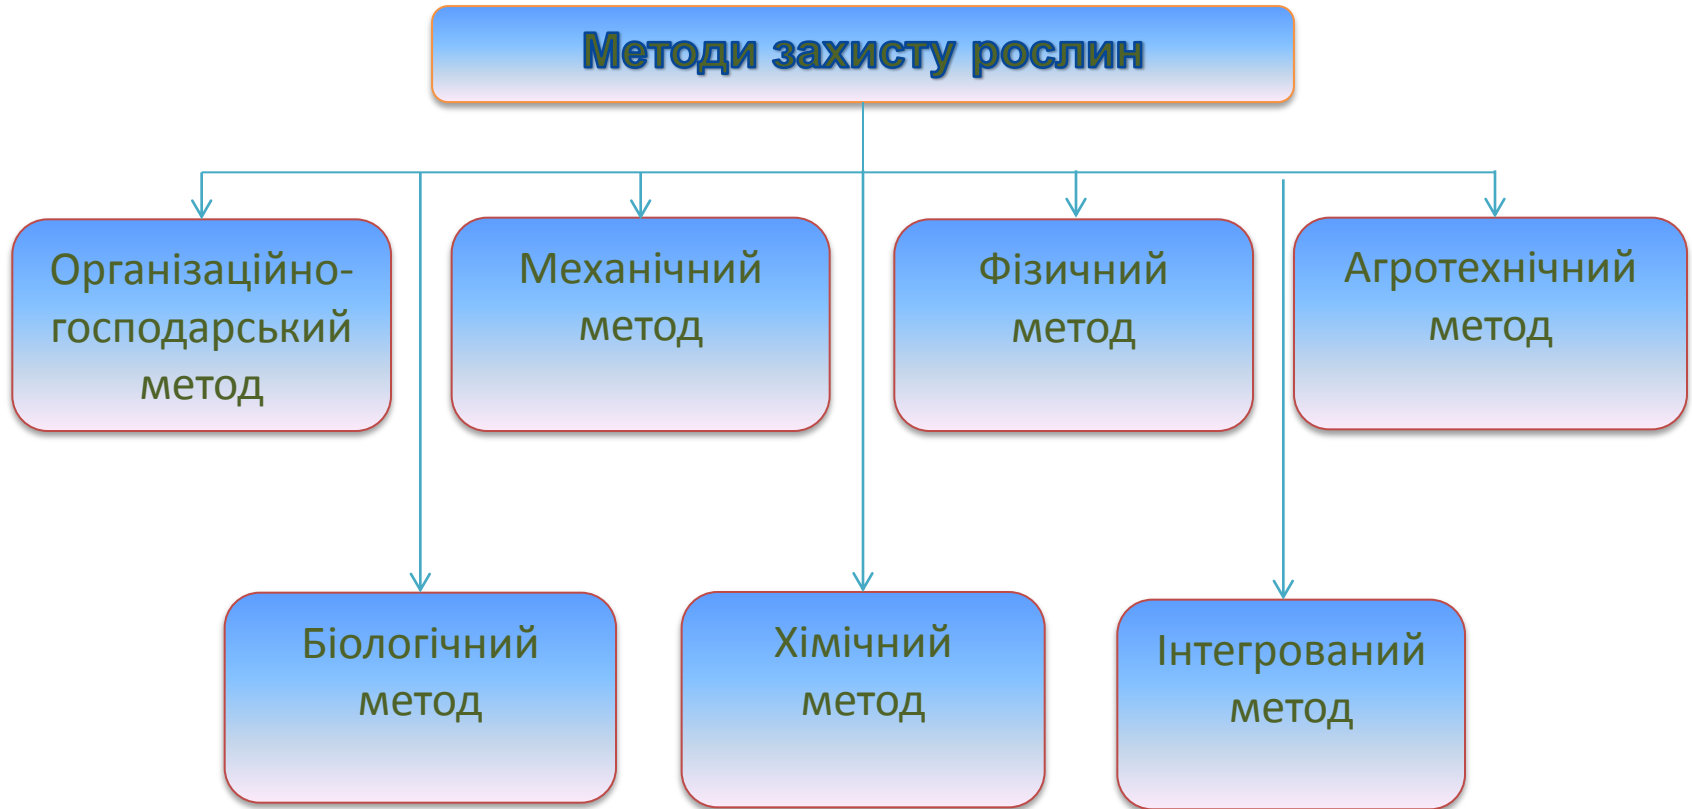 Методи захисту рослин
Організаційно-
господарський
метод
Механічний
метод
Фізичний
метод
Агротехнічний
метод
Біологічний
метод
Хімічний
метод
Інтегрований
метод